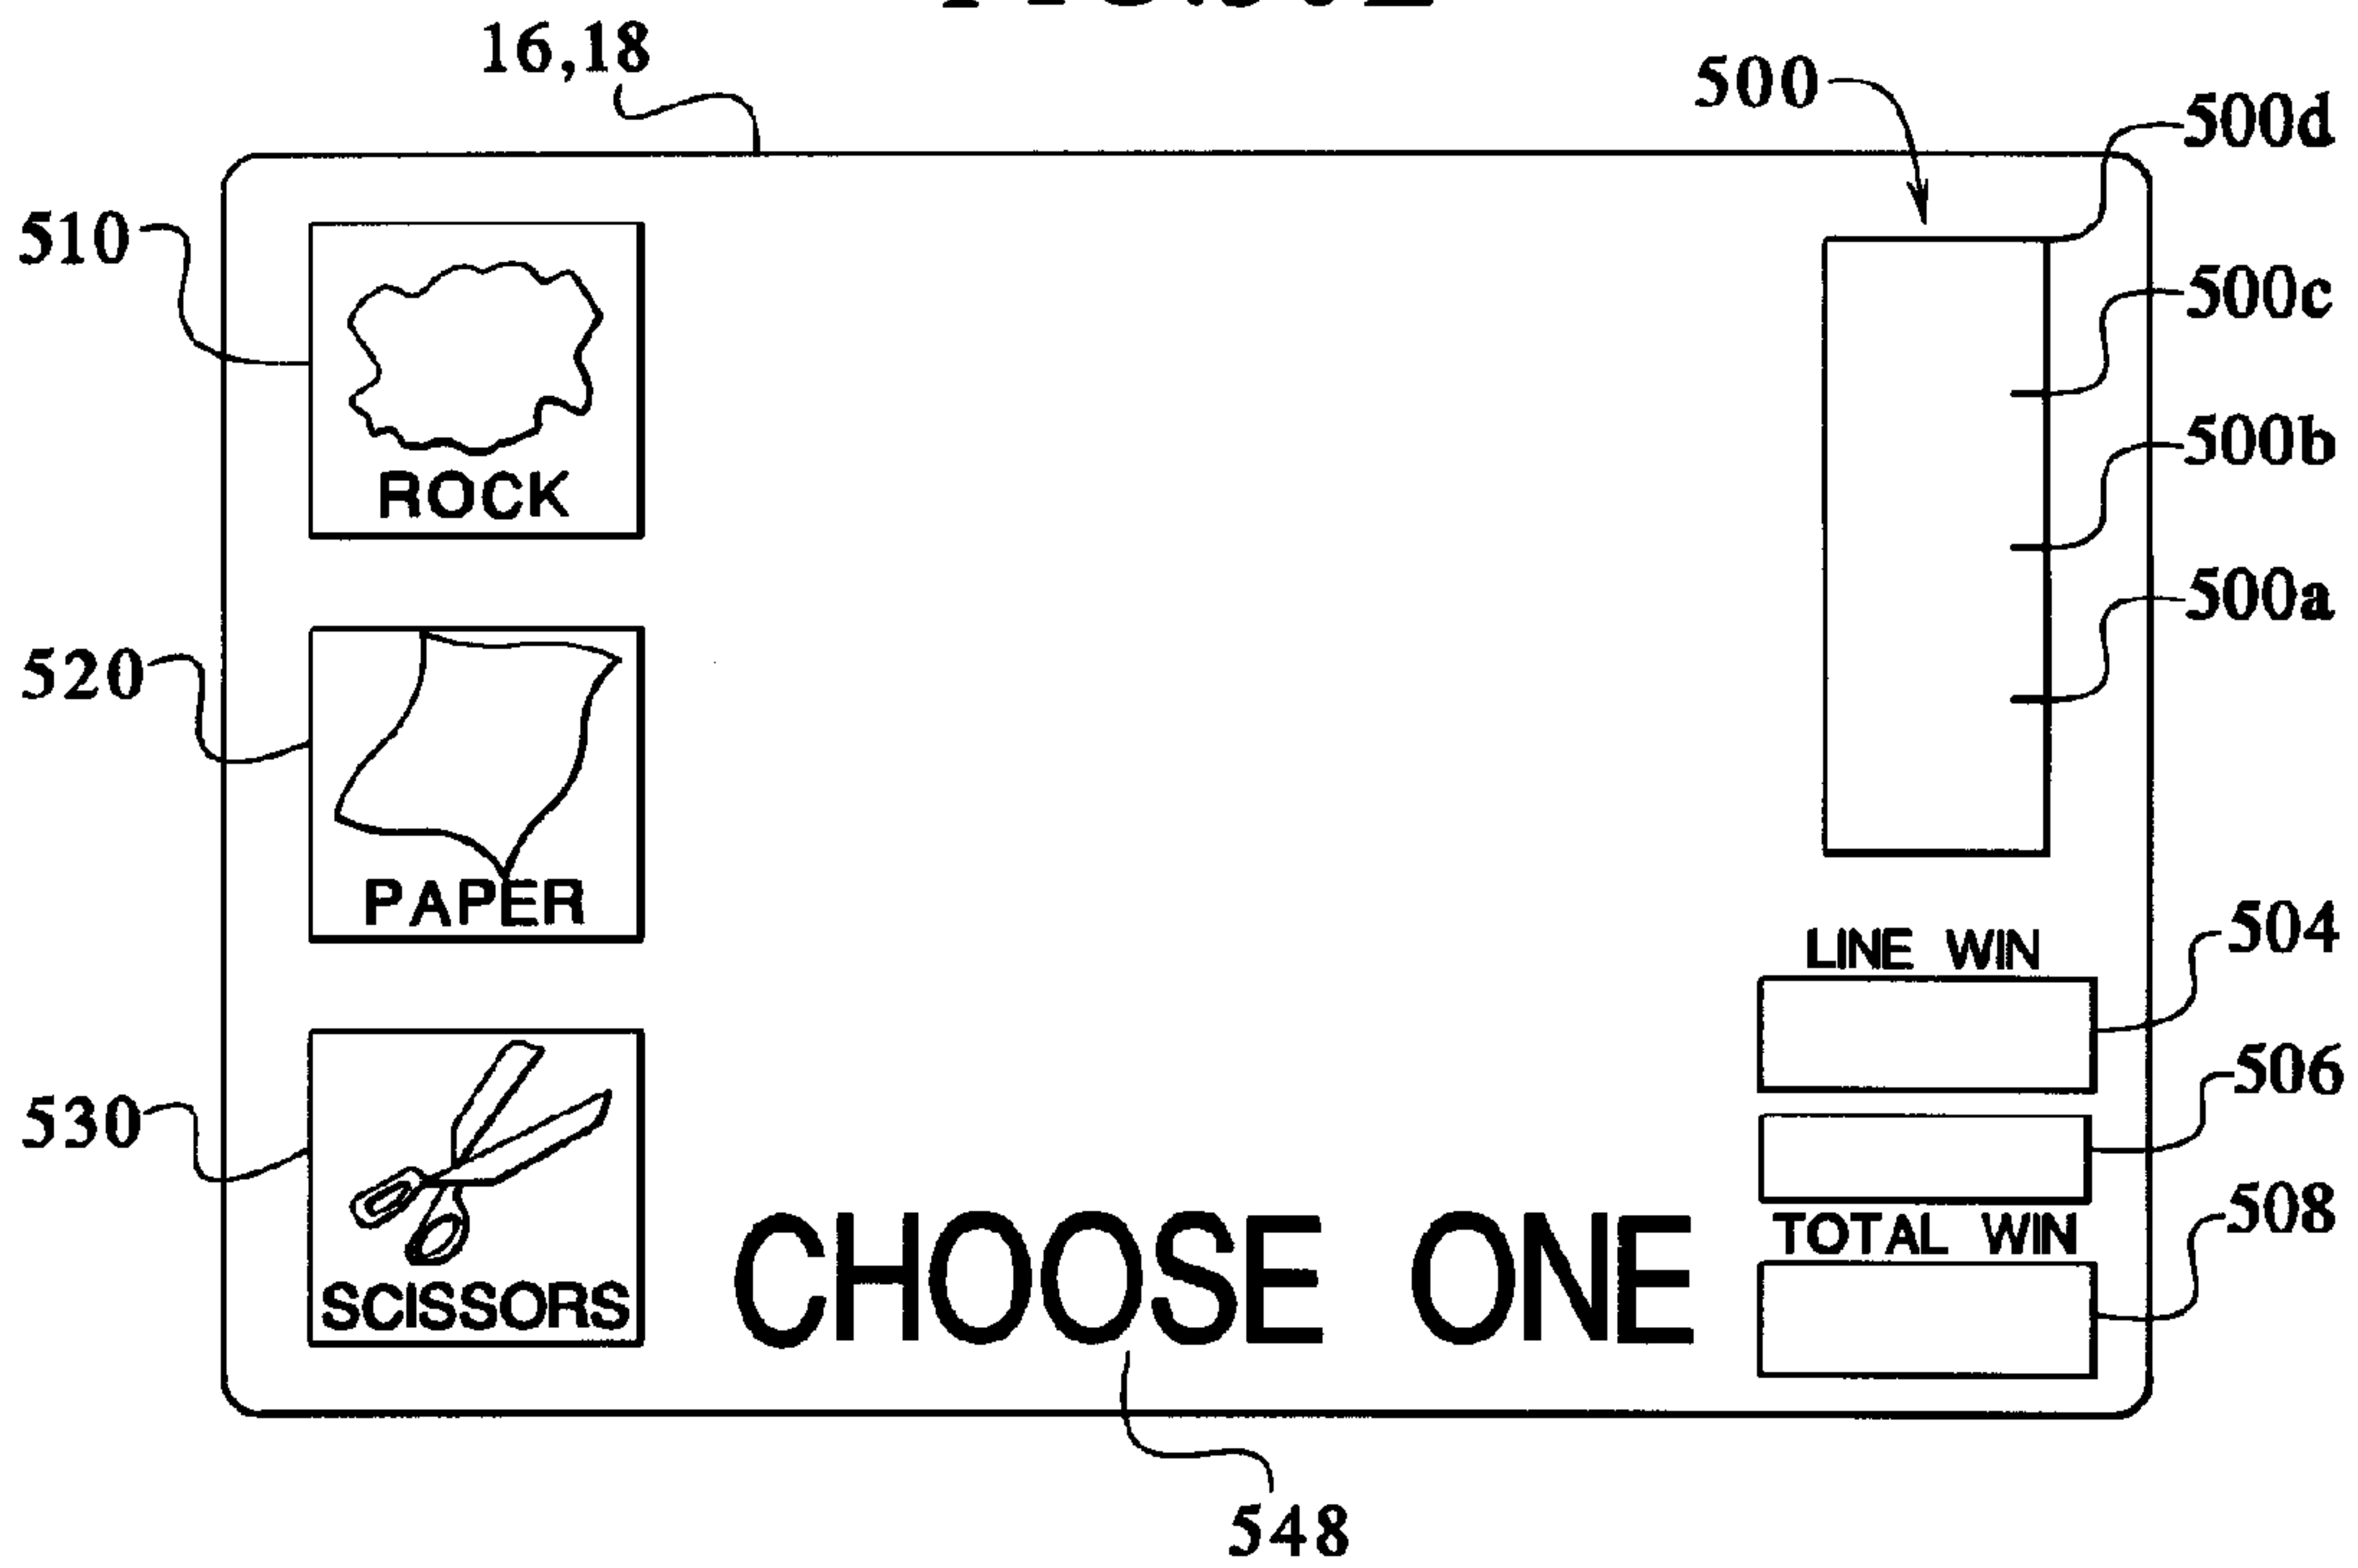 16,18
500
500d
510
500c
ROCK
500b
500a
520
PAPER
LINE WIN
504
506
530
TOTAL WIN
508
SCISSORS
CHOOSE ONE
548